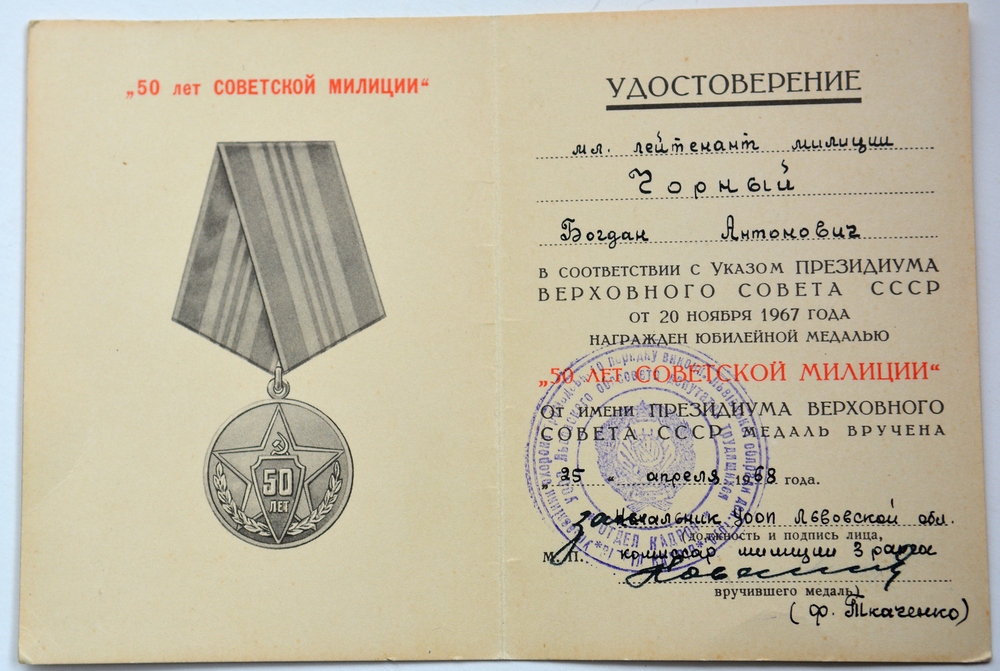 „50 лет СОВЕТСКОЙ МИЛИЦИИ“
50
ЛЕТ
УДОСТОВЕРЕНИЕ
мл. лейтенант милиции
Чорный
Богдан Антонович
В СООТВЕТСТВИИ С УКАЗОМ ПРЕЗИДИУМА
ВЕРХОВНОГО СОВЕТА СССР
ОТ 20 НОЯБРЯ 1967 ГОДА
НАГРАЖДЕН ЮБИЛЕЙНОЙ МЕДАЛЬЮ
„50 ЛЕТ СОВЕТСКОЙ МИЛИЦИИ“
ОТ ИМЕНИ ПРЕЗИДИУМА ВЕРХОВНОГО
СОВЕТА СССР МЕДАЛЬ ВРУЧЕНА
„25 “ апреля 1968 года.
зам Начальник УООП Львовской обл.
должность и подпись лица,
М. П. комиссар милиции 3 ранга
вручившего медаль)
(ф. Ткаченко)
ОТДЕЛ КАДРОВ